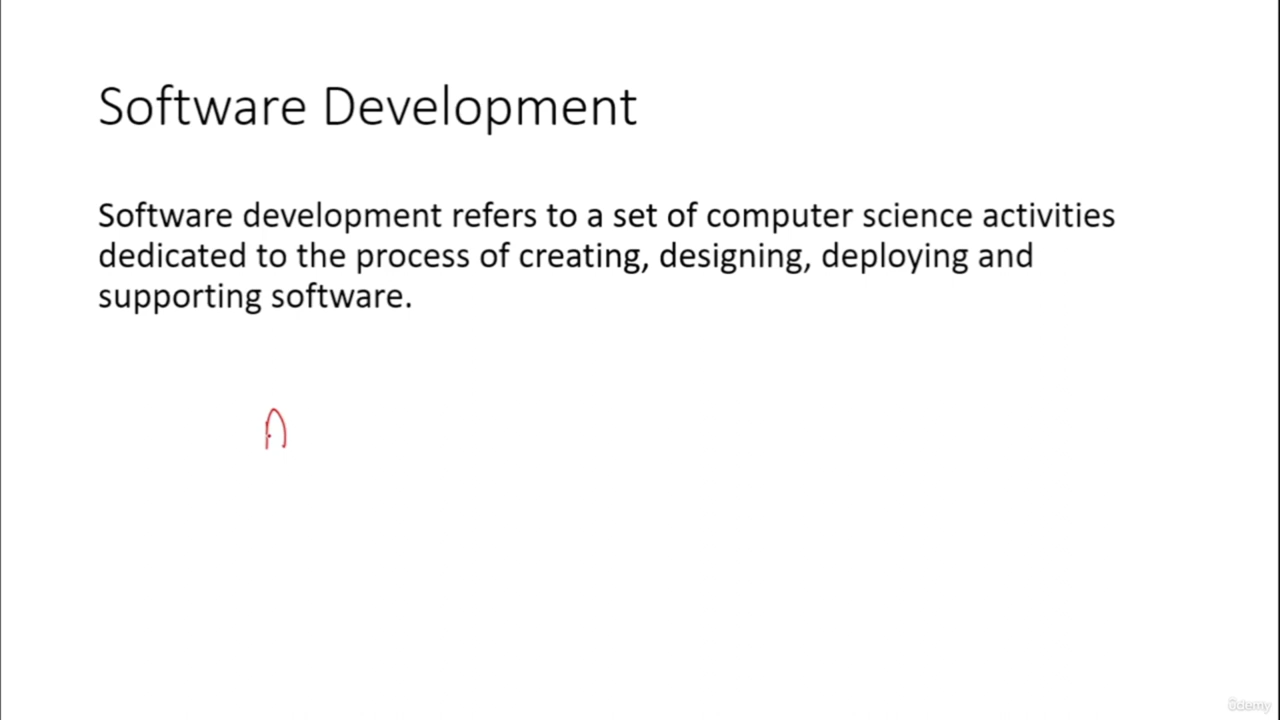 Software Development
Software development refers to a set of computer science activities
dedicated to the process of creating, designing, deploying and
supporting software.
ûdemy